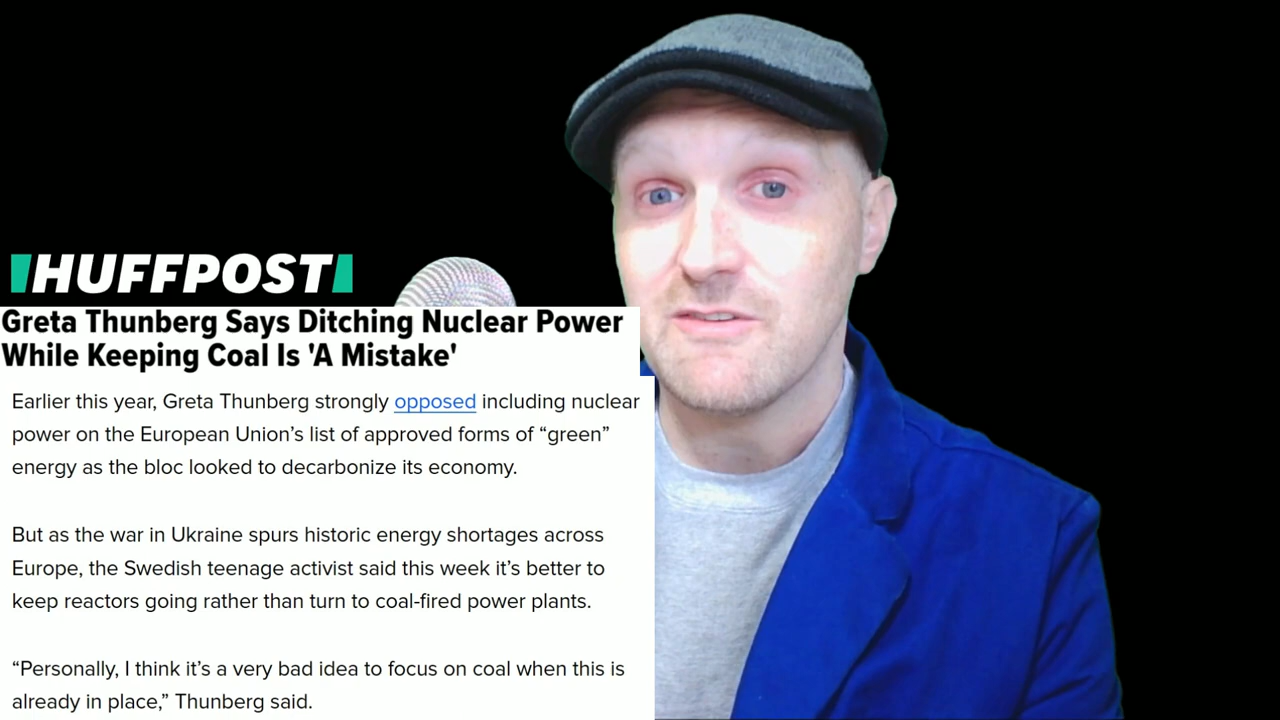 HUFFPOST
Greta Thunberg Says Ditching Nuclear Power
While Keeping Coal Is 'A Mistake'
Earlier this year, Greta Thunberg strongly opposed including nuclear
power on the European Union’s list of approved forms of “green”
energy as the bloc looked to decarbonize its economy.
But as the war in Ukraine spurs historic energy shortages across
Europe, the Swedish teenage activist said this week it’s better to
keep reactors going rather than turn to coal-fired power plants.
“Personally, I think it’s a very bad idea to focus on coal when this is
already in place,” Thunberg said.